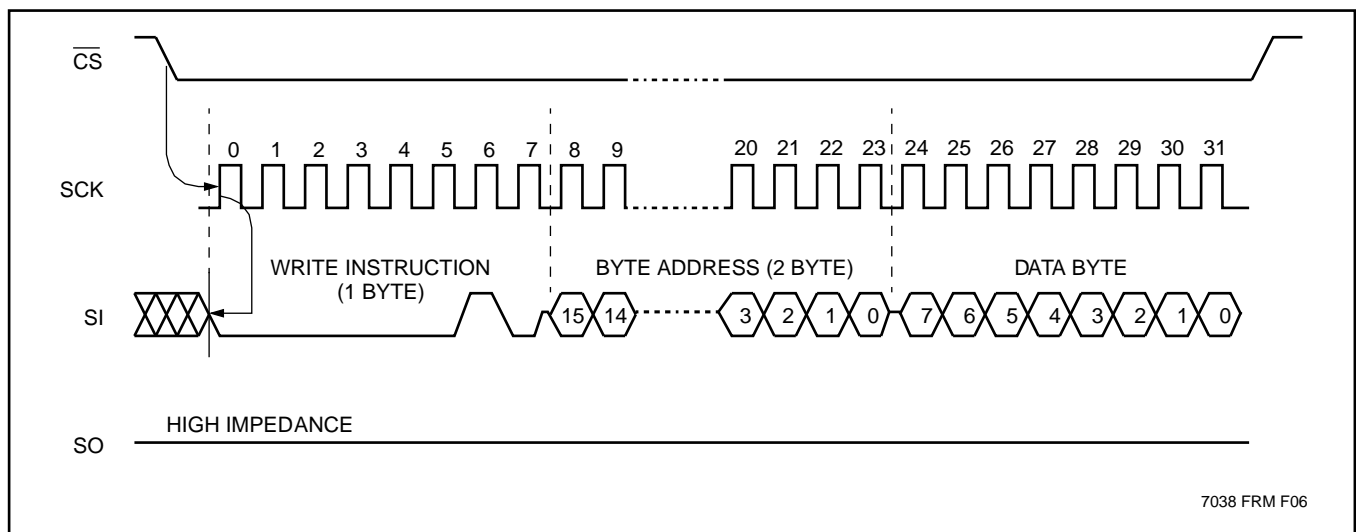 CS
0 1 2 3 4 5 6 7 8 9 20 21 22 23 24 25 26 27 28 29 30 31
SCK
WRITE INSTRUCTION
(1 BYTE)
BYTE ADDRESS (2 BYTE)
DATA BYTE
SI
15 14 3 2 1 0 7 6 5 4 3 2 1 0
HIGH IMPEDANCE
SO
7038 FRM F06